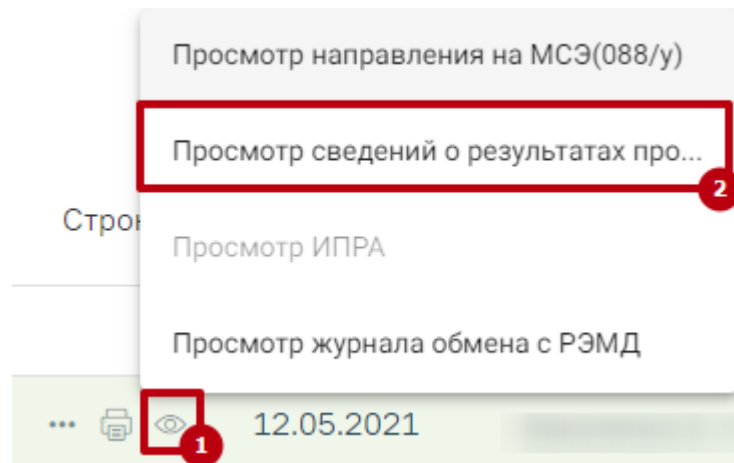 Просмотр направления на МСЭ(088/у)
Просмотр сведений о результатах про...
2
Строк
Просмотр ИПРА
Просмотр журнала обмена с РЭМД
1
12.05.2021